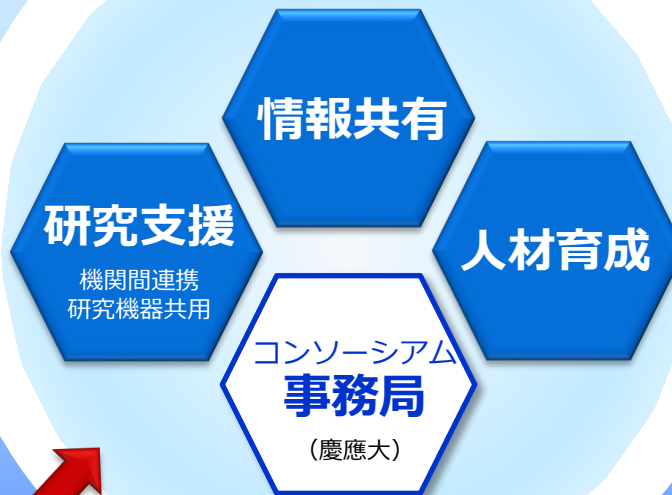 情報共有
研究支援
機関間連携
研究機器共用
人材育成
コンソーシアム
事務局
（慶應大）